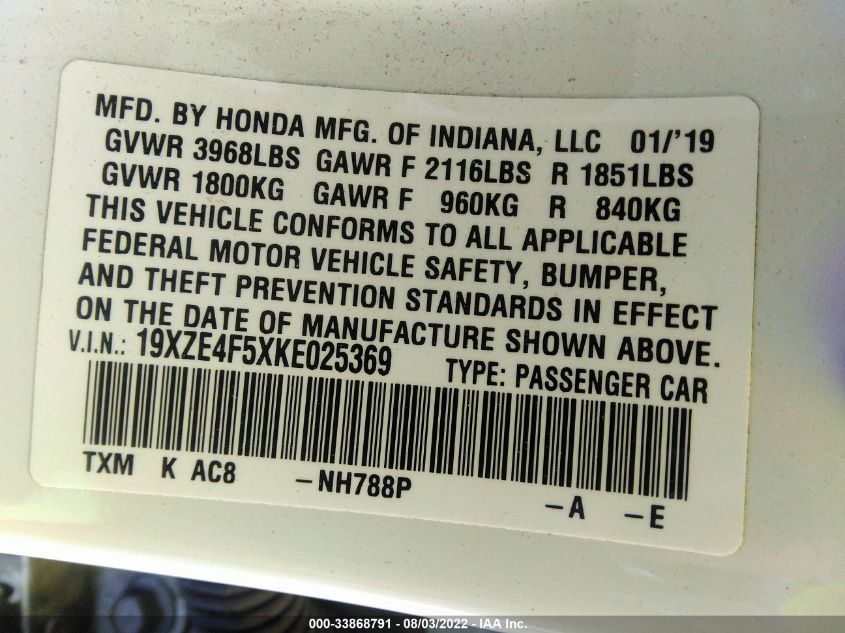 MFD. BY HONDA MFG. OF INDIANA, LLC 01/'19
GVWR 3968LBS GAWR F 2116LBS R 1851LBS
GVWR 1800KG GAWR F 960KG R 840KG
THIS VEHICLE CONFORMS TO ALL APPLICABLE
FEDERAL MOTOR VEHICLE SAFETY, BUMPER,
AND THEFT PREVENTION STANDARDS IN EFFECT
ON THE DATE OF MANUFACTURE SHOWN ABOVE.
V.I.N.: 19XZE4F5XKE025369 TYPE: PASSENGER CAR
TXM K AC8 -NH788P -A -E
000-33868791 - 08/03/2022 - IAA Inc.